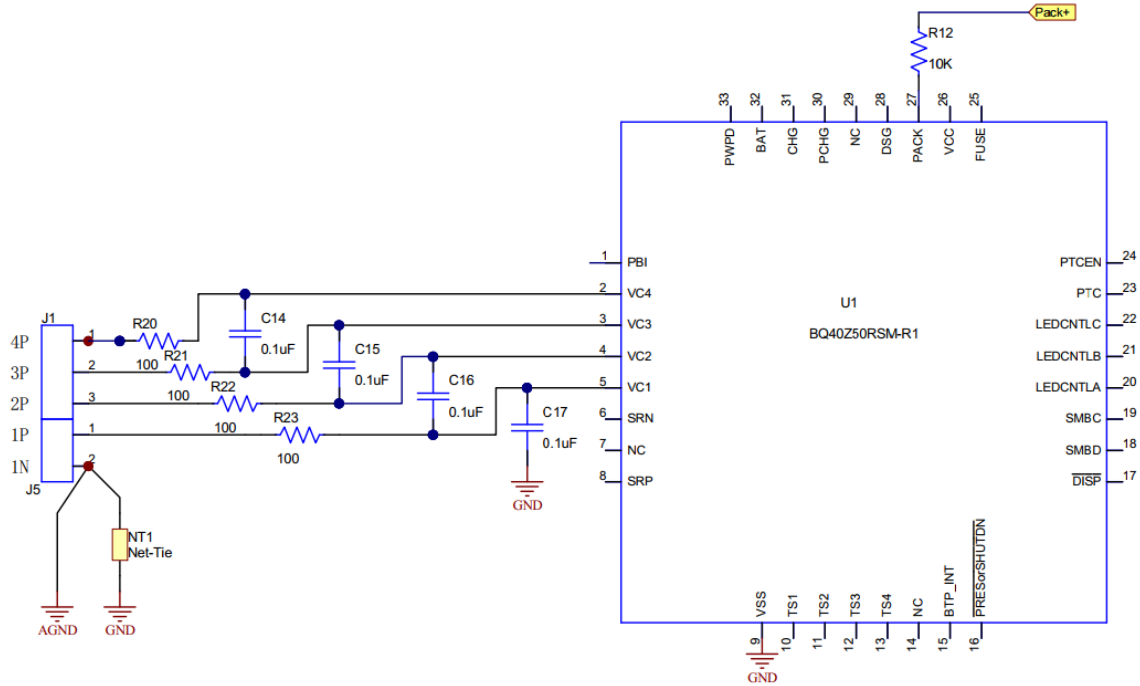 Pack+
R12
10K
33
32
31
30
29
28
27
26
25
PWPD
BAT
CHG
PCHG
NC
DSG
PACK
VCC
FUSE
1 PBI
PTCEN 24
2 VC4
PTC 23
U1
J1
R20
C14
3 VC3
LEDCNTLC 22
BQ40Z50RSM-R1
4P
1
0.1uF
C15
4 VC2
LEDCNTLB 21
R21
3P
2
100
0.1uF
C16
5 VC1
LEDCNTLA 20
R22
2P
3
100
0.1uF
C17
6 SRN
SMBC 19
R23
1P
1
100
100
0.1uF
7 NC
SMBD 18
1N
2
8 SRP
DISP 17
J5
GND
NT1
Net-Tie
AGND
GND
VSS
TS1
TS2
TS3
TS4
NC
BTP_INT
PRESorSHUTDN
9
10
11
12
13
14
15
16
GND